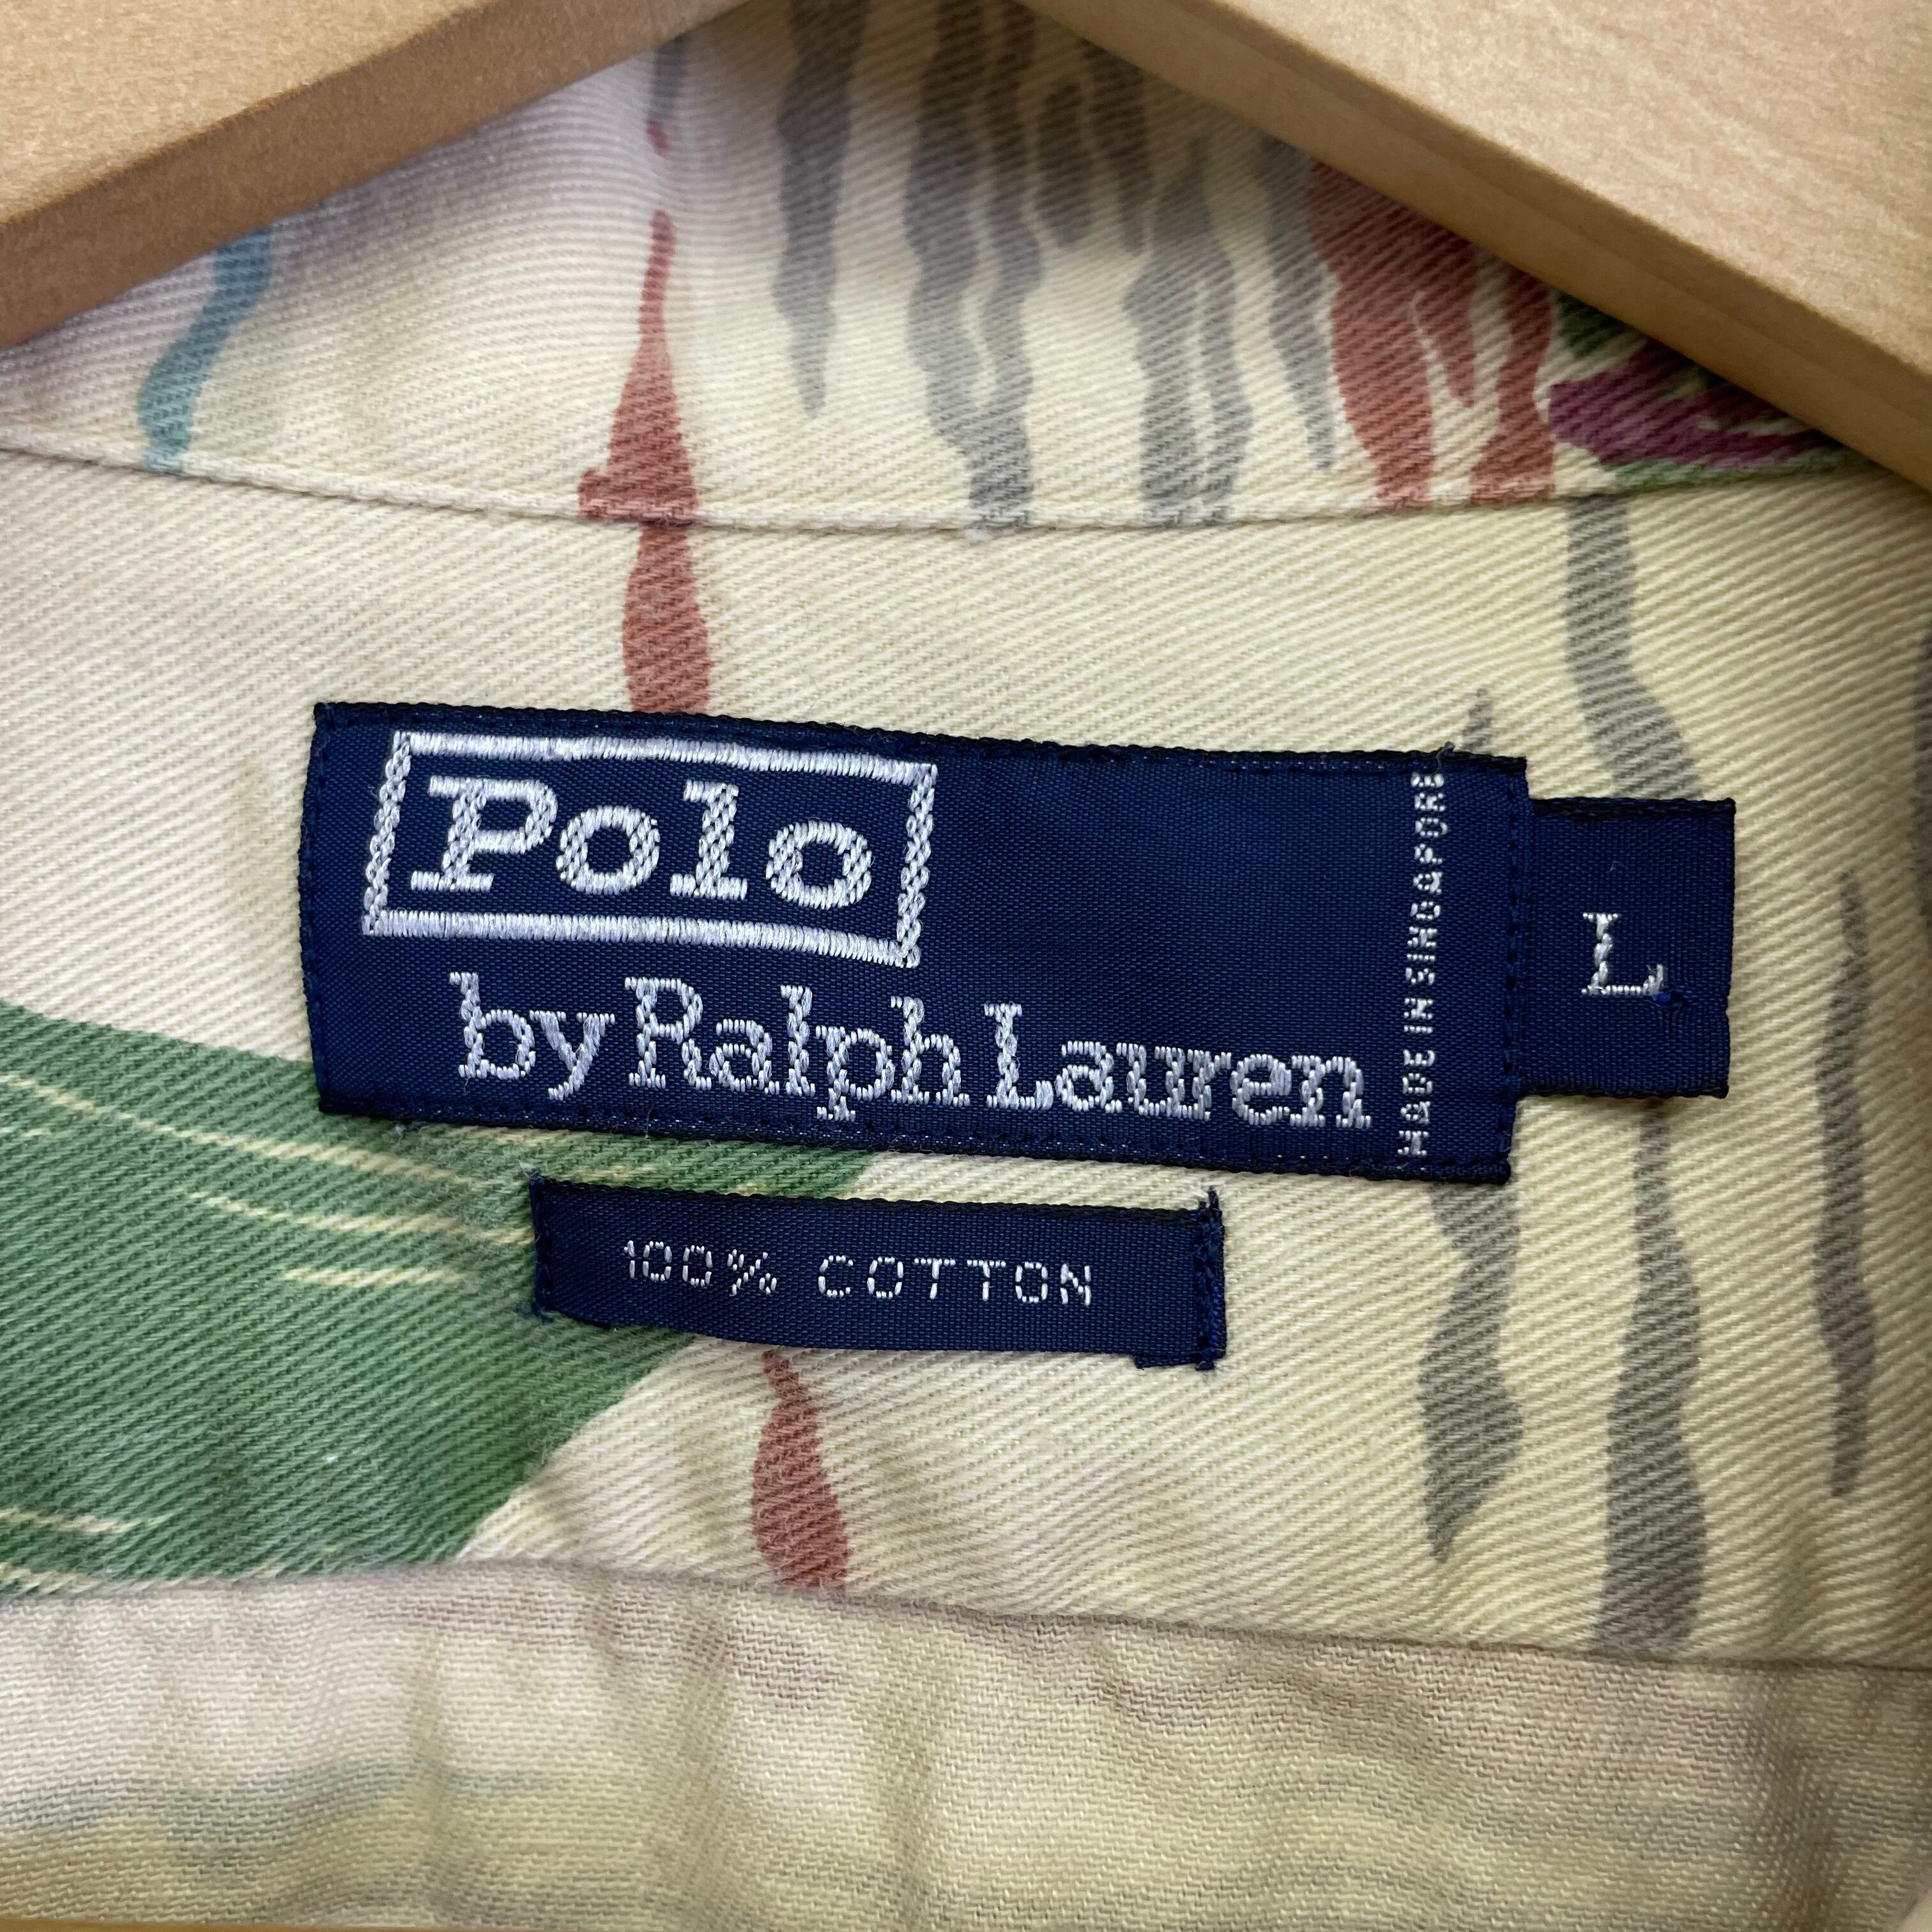 Polo
by Ralph Lauren
MADE IN SINGAPORE
L
100% COTTON